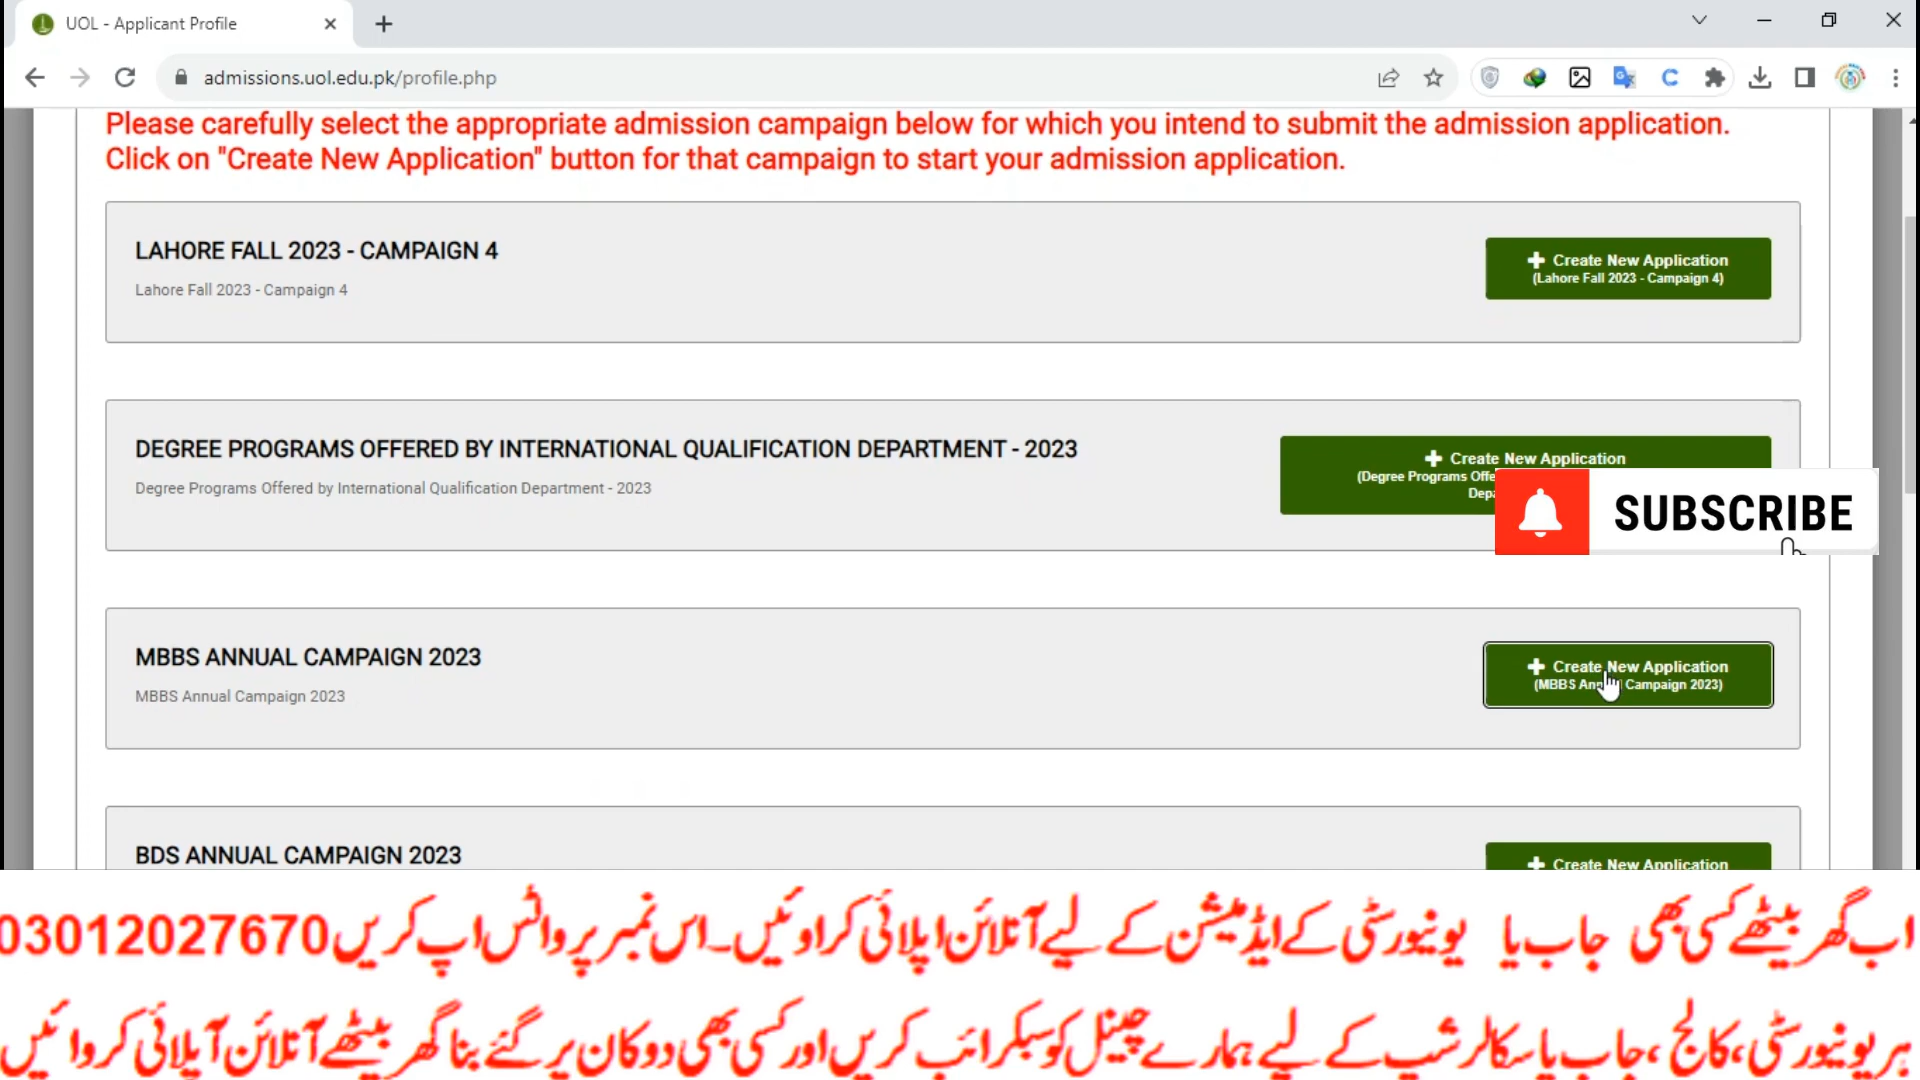 UOL - Applicant Profile
admissions.uol.edu.pk/profile.php
Please carefully select the appropriate admission campaign below for which you intend to submit the admission application.
Click on "Create New Application" button for that campaign to start your admission application.
LAHORE FALL 2023 - CAMPAIGN 4
Lahore Fall 2023 - Campaign 4
Create New Application
(Lahore Fall 2023 - Campaign 4)
DEGREE PROGRAMS OFFERED BY INTERNATIONAL QUALIFICATION DEPARTMENT - 2023
Degree Programs Offered by International Qualification Department - 2023
Create New Application
(Degree Programs Offe
Depa
SUBSCRIBE
MBBS ANNUAL CAMPAIGN 2023
MBBS Annual Campaign 2023
Create New Application
(MBBS Ann Campaign 2023)
BDS ANNUAL CAMPAIGN 2023
Create New Application
اب گھر بیٹھے کسی بھی جاب یا یونیورسٹی کے ایڈمیشن کے لیے آنلائن اپلائی کراوئیں۔اس نمبر پر واٹس اپ کریں 03012027670
ہر یونیورسٹی،کالج ،جاب یا سکالرشپ کے لیے ہمارے چینل کو سبکرائب کریں اور کسی بھی دوکان پر گئے بنا گھر بیٹھے آنلائن آپلائی کروائیں